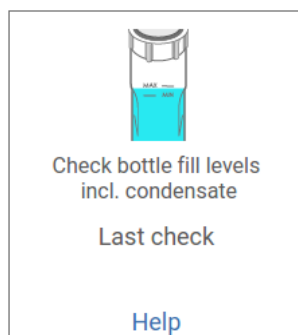 MAX
MIN
Check bottle fill levels
incl. condensate
Last check
Help